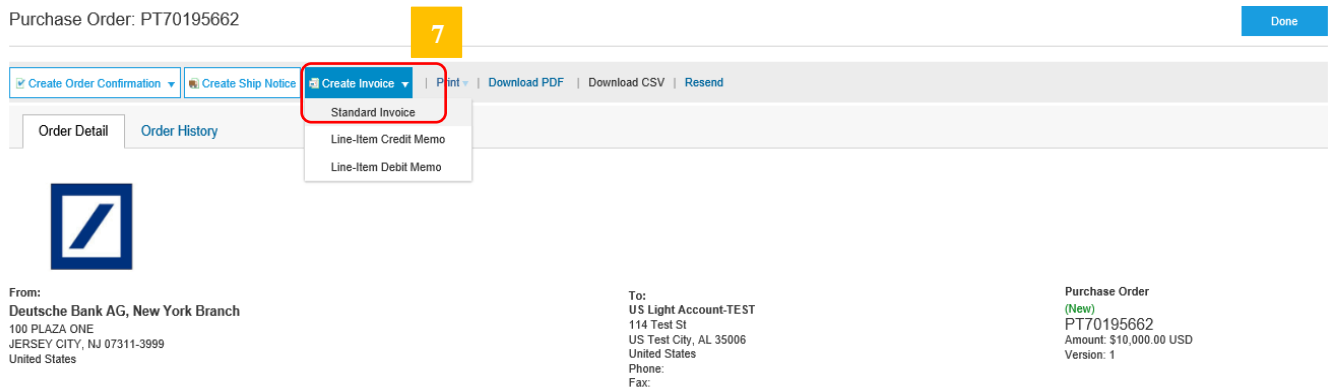 Purchase Order: PT70195662
Done
7
Create Order Confirmation
Create Ship Notice
Create Invoice
| Print | Download PDF | Download CSV | Resend
Standard Invoice
Line-Item Credit Memo
Line-Item Debit Memo
Order Detail
Order History
From:
Deutsche Bank AG, New York Branch
100 PLAZA ONE
JERSEY CITY, NJ 07311-3999
United States
To:
US Light Account-TEST
114 Test St
US Test City, AL 35006
United States
Phone:
Fax:
Purchase Order
(New)
PT70195662
Amount: $10,000.00 USD
Version: 1